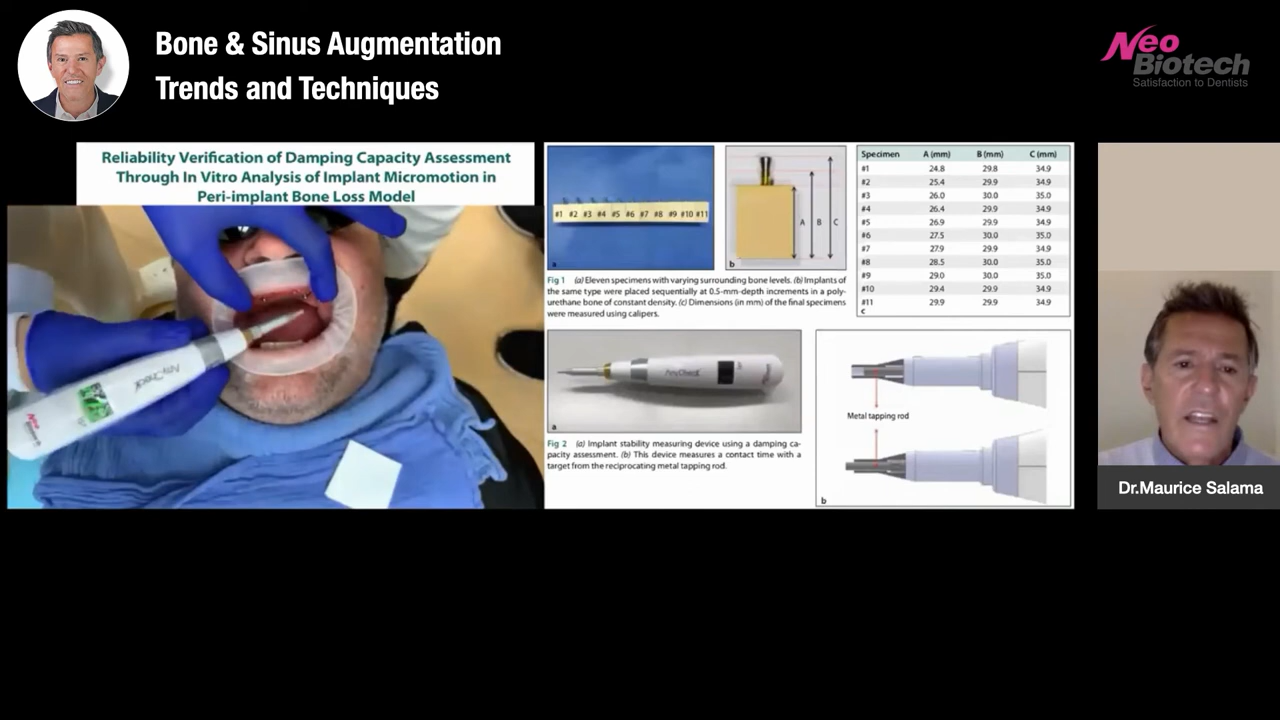 Bone & Sinus Augmentation
Trends and Techniques
Neo
Biotech
Satisfaction to Dentists
Reliability Verification of Damping Capacity Assessment
Through In Vitro Analysis of Implant Micromotion in
Peri-implant Bone Loss Model
AnyCheck
Neo
#1 #2 #3 #4 #5 #6 #7 #8 #9 #10 #11
a
A B C
b
Fig 1 (a) Eleven specimens with varying surrounding bone levels. (b) Implants of
the same type were placed sequentially at 0.5-mm-depth increments in a poly-
urethane bone of constant density. (c) Dimensions (in mm) of the final specimens
were measured using calipers.
Specimen A (mm) B (mm) C (mm)
#1 24.8 29.8 34.9
#2 25.4 29.9 34.9
#3 26.0 30.0 35.0
#4 26.4 29.9 34.9
#5 26.9 29.9 34.9
#6 27.5 30.0 35.0
#7 27.9 29.9 34.9
#8 28.5 30.0 35.0
#9 29.0 30.0 35.0
#10 29.4 29.9 34.9
#11 29.9 29.9 34.9
c
AnyCheck
a
Fig 2 (a) Implant stability measuring device using a damping ca-
pacity assessment. (b) This device measures a contact time with a
target from the reciprocating metal tapping rod.
Metal tapping rod
b
Dr.Maurice Salama